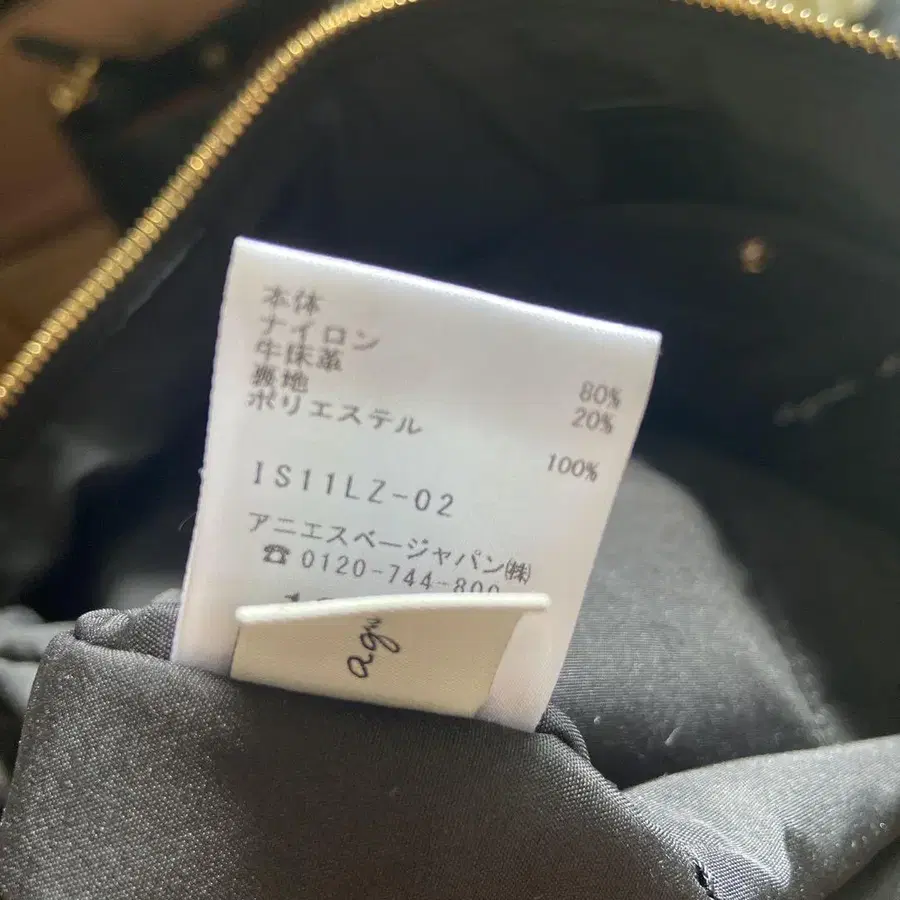 本体
ナイロン 80%
牛床革 20%
裏地
ポリエステル 100%
IS11LZ-02
アニエスベージャパン㈱
☎ 0120-744-800
ag